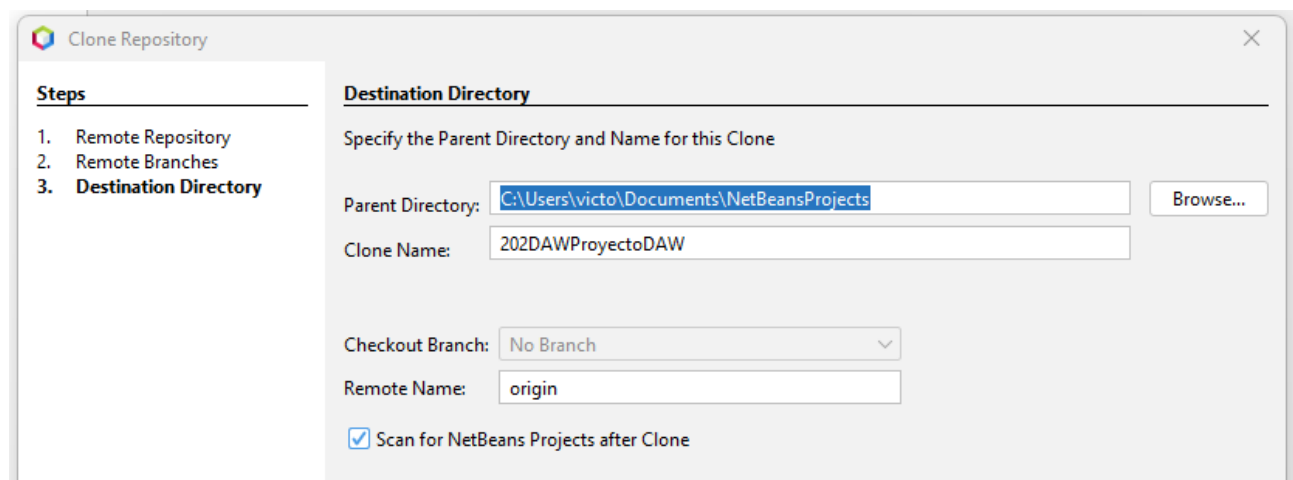 Clone Repository
Steps
1. Remote Repository
2. Remote Branches
3. Destination Directory
Destination Directory
Specify the Parent Directory and Name for this Clone
Parent Directory: C:\Users\victo\Documents\NetBeansProjects Browse...
Clone Name: 202DAWProyectoDAW
Checkout Branch: No Branch
Remote Name: origin
Scan for NetBeans Projects after Clone